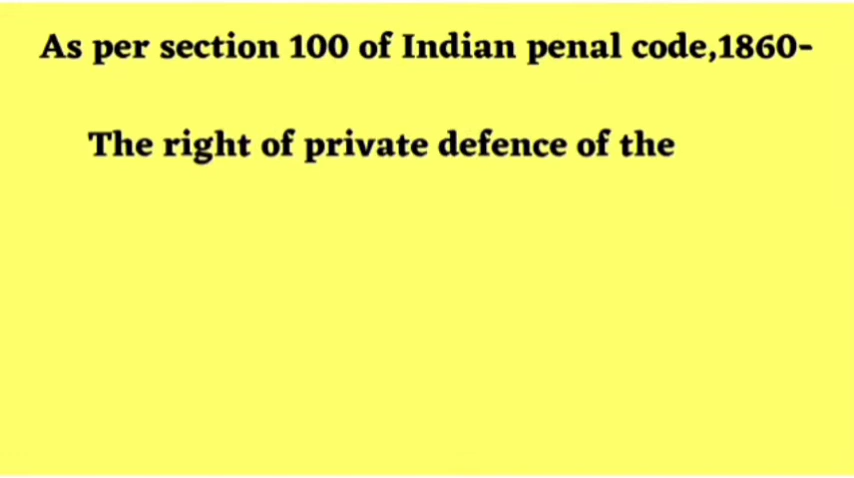 As per section 100 of Indian penal code,1860-
The right of private defence of the